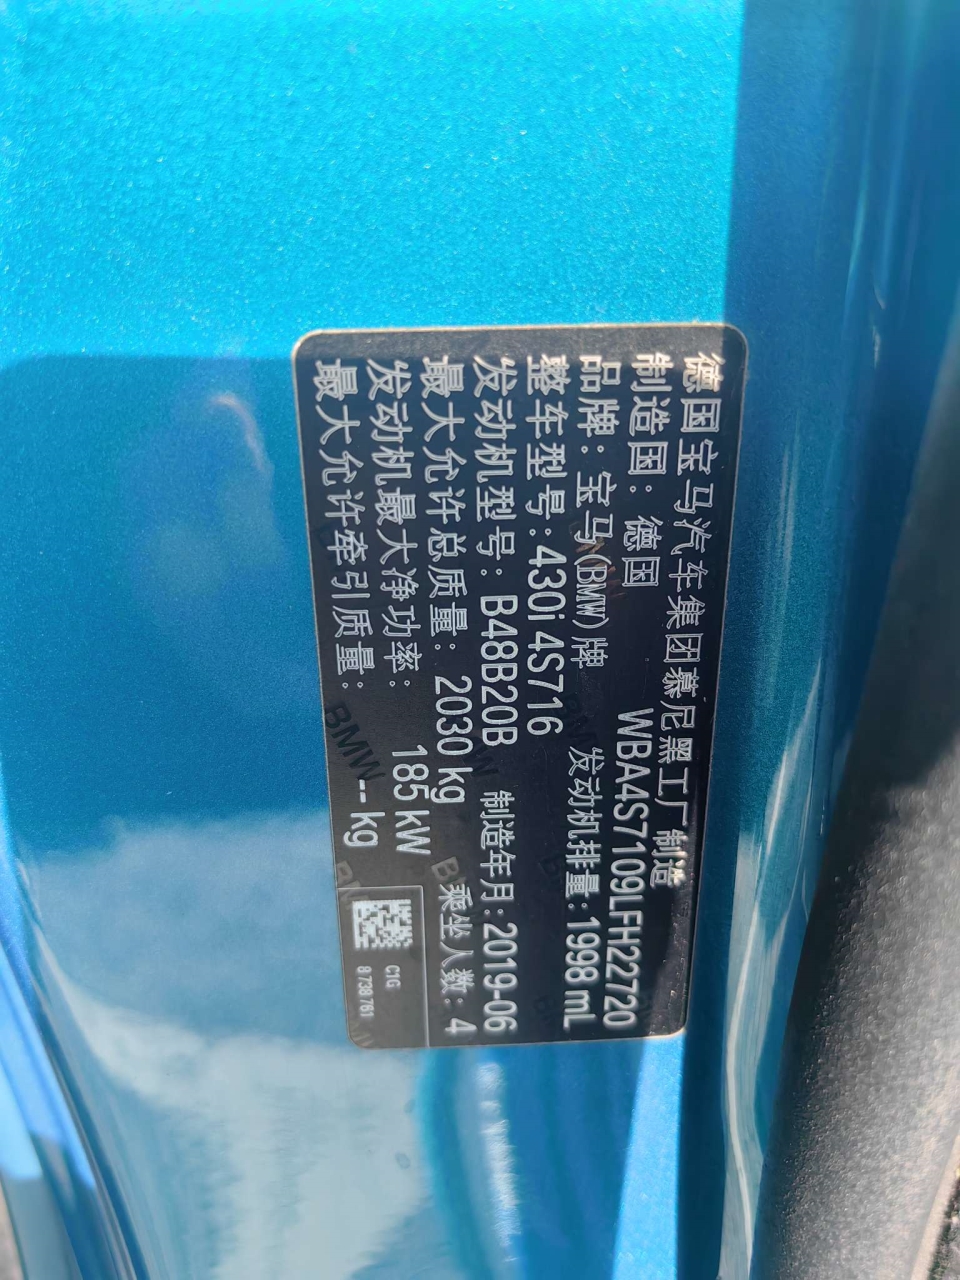 德国宝马汽车集团慕尼黑工厂制造
制造国：德国 WBA4S7109LFH22720
品牌：宝马(BMW)牌 发动机排量：1998 mL
整车型号：430i 4S716
发动机型号：B48B20B 制造年月：2019-06
最大允许总质量：2030 kg 乘坐人数：4
发动机最大净功率：185 kW
最大允许牵引质量：-- kg
C1G
8 738 761
BMW